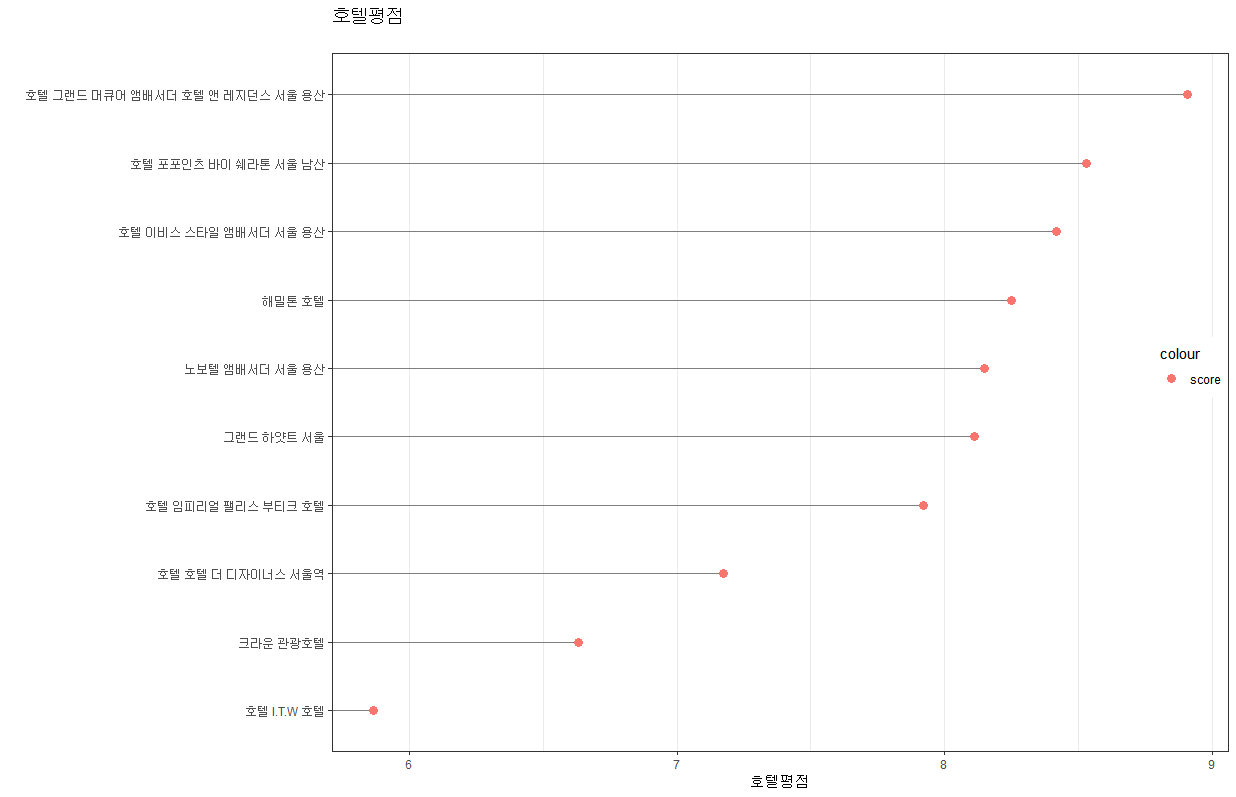 호텔평점
호텔 그랜드 머큐어 앰배서더 호텔 앤 레지던스 서울 용산
호텔 포포인츠 바이 쉐라톤 서울 남산
호텔 이비스 스타일 앰배서더 서울 용산
해밀톤 호텔
노보텔 앰배서더 서울 용산
그랜드 하얏트 서울
호텔 임피리얼 팰리스 부티크 호텔
호텔 호텔 더 디자이너스 서울역
크라운 관광호텔
호텔 I.T.W 호텔
colour
score
6 7 8 9
호텔평점